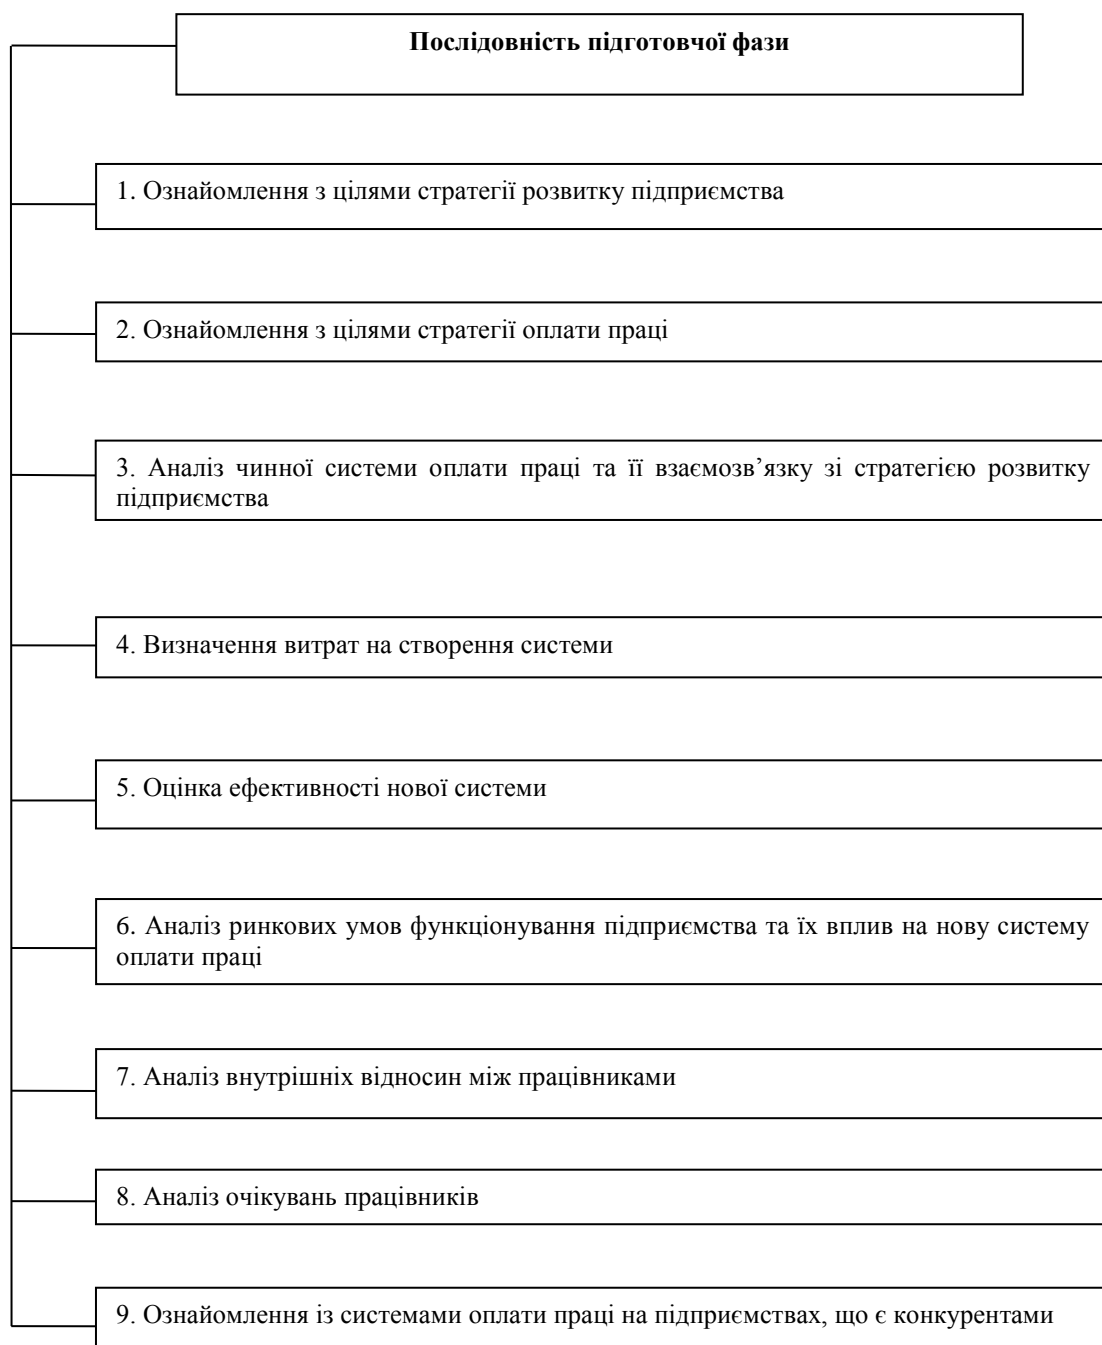 Послідовність підготовчої фази
1. Ознайомлення з цілями стратегії розвитку підприємства
2. Ознайомлення з цілями стратегії оплати праці
3. Аналіз чинної системи оплати праці та її взаємозв’язку зі стратегією розвитку
підприємства
4. Визначення витрат на створення системи
5. Оцінка ефективності нової системи
6. Аналіз ринкових умов функціонування підприємства та їх вплив на нову систему
оплати праці
7. Аналіз внутрішніх відносин між працівниками
8. Аналіз очікувань працівників
9. Ознайомлення із системами оплати праці на підприємствах, що є конкурентами